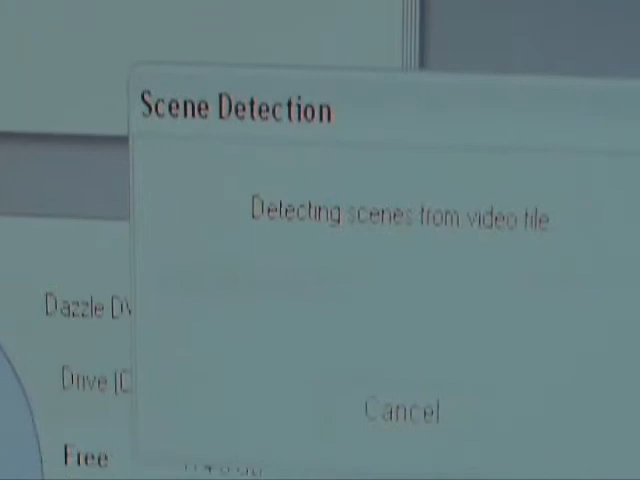 Scene Detection
Detecting scenes from video file
Dazzle DV
Drive (C
Cancel
Free